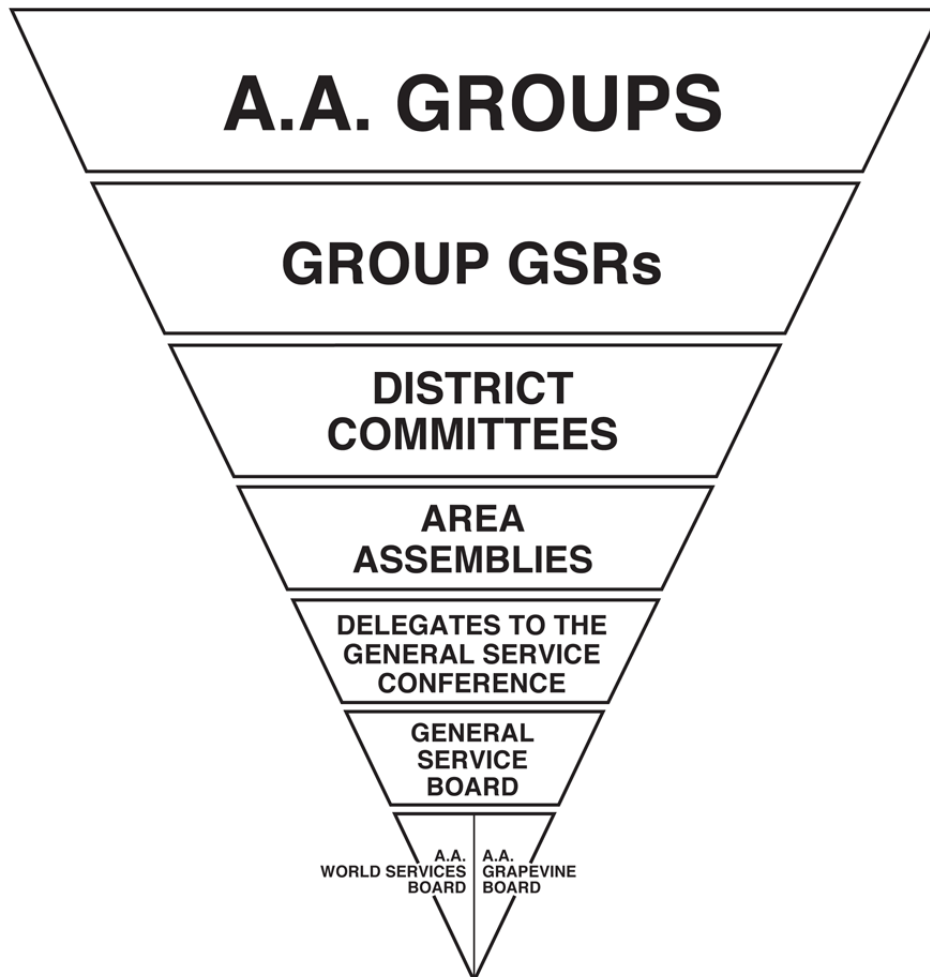 A.A. GROUPS
GROUP GSRs
DISTRICT
COMMITTEES
AREA
ASSEMBLIES
DELEGATES TO THE
GENERAL SERVICE
CONFERENCE
GENERAL
SERVICE
BOARD
A.A.
WORLD SERVICES
BOARD
A.A.
GRAPEVINE
BOARD